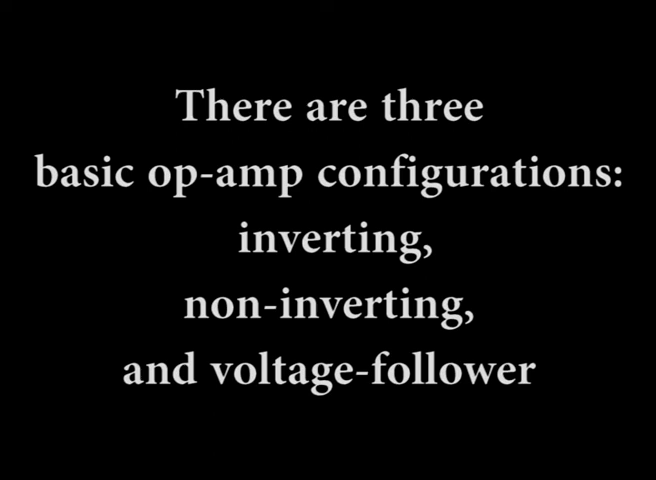 There are three
basic op-amp configurations:
inverting,
non-inverting,
and voltage-follower